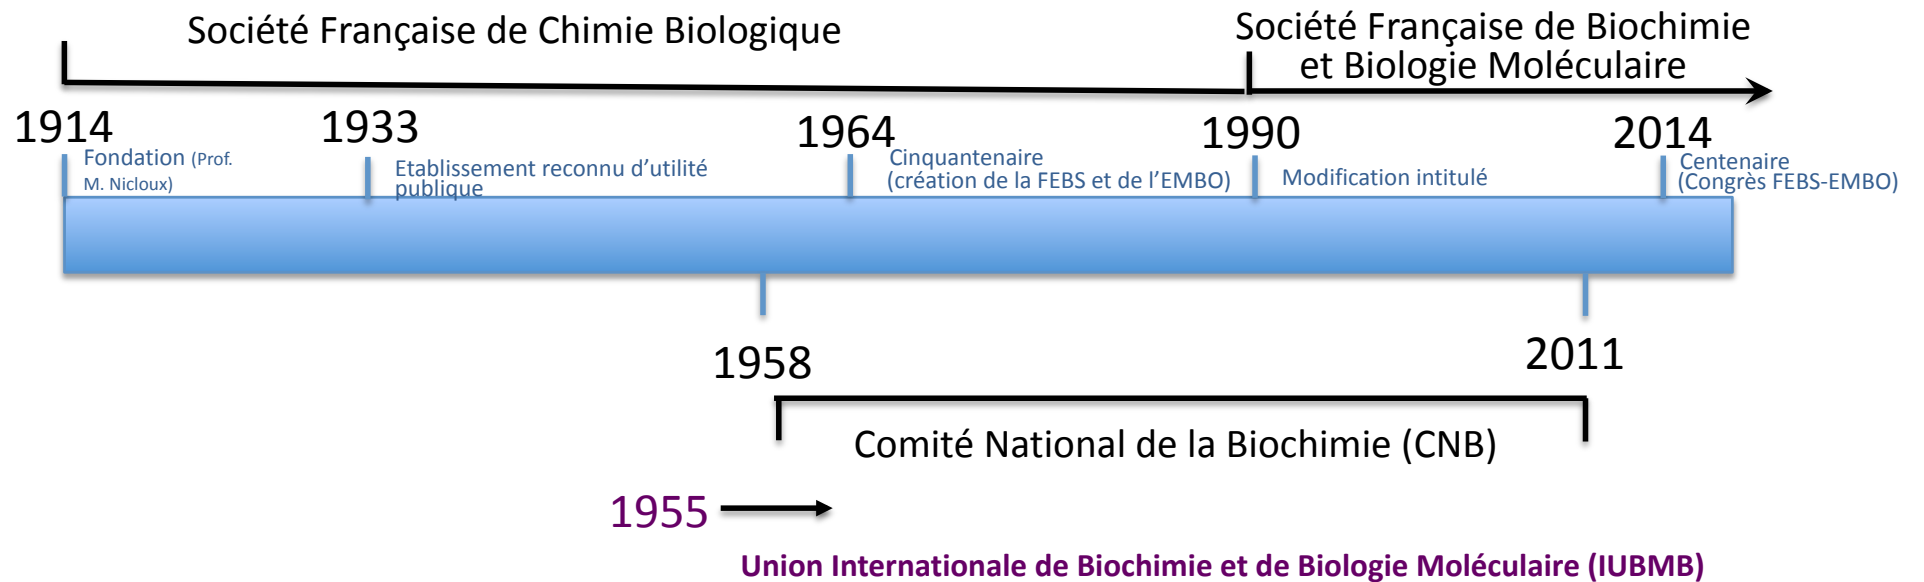 Société Française de Chimie Biologique
Société Française de Biochimie
et Biologie Moléculaire
1914
1933
1964
1990
2014
Fondation (Prof.
M. Nicloux)
Etablissement reconnu d’utilité
publique
Cinquantenaire
(création de la FEBS et de l’EMBO)
Modification intitulé
Centenaire
(Congrès FEBS-EMBO)
1958
2011
Comité National de la Biochimie (CNB)
1955
Union Internationale de Biochimie et de Biologie Moléculaire (IUBMB)